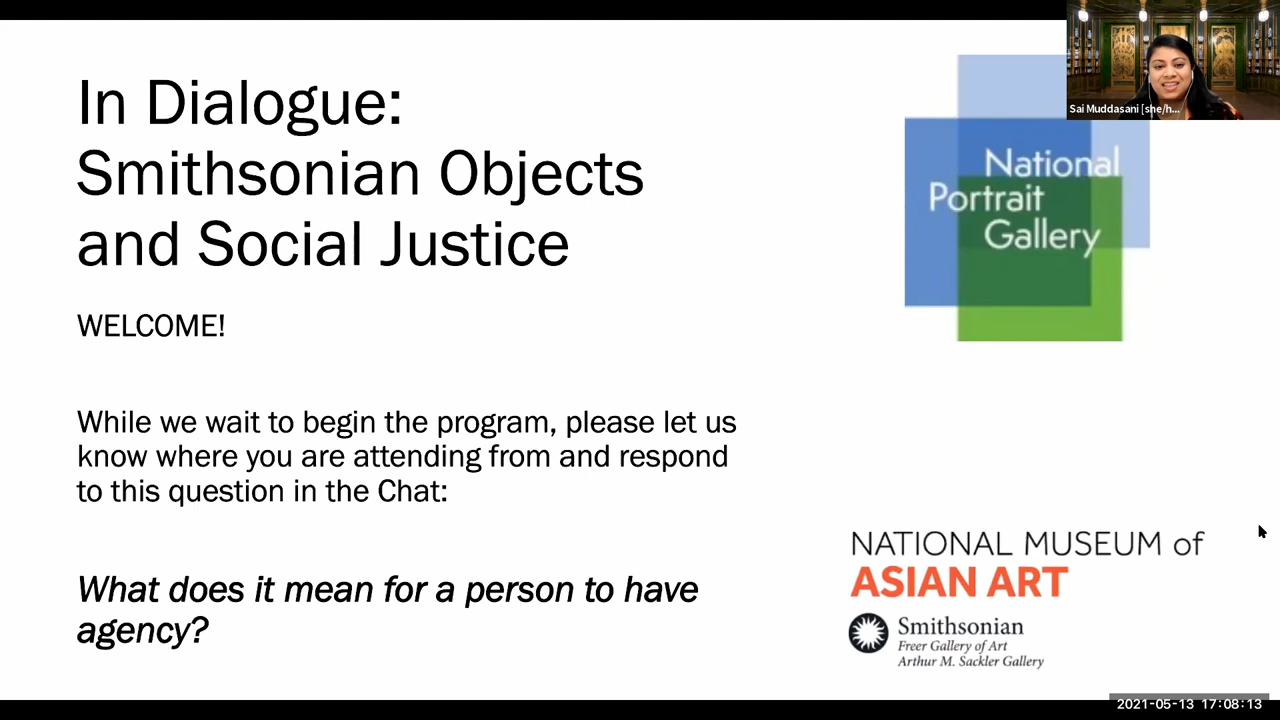 In Dialogue:
Smithsonian Objects
and Social Justice
WELCOME!
While we wait to begin the program, please let us
know where you are attending from and respond
to this question in the Chat:
What does it mean for a person to have
agency?
Sai Muddasani [she/h...
National
Portrait
Gallery
NATIONAL MUSEUM of
ASIAN ART
Smithsonian
Freer Gallery of Art
Arthur M. Sackler Gallery
2021-05-13 17:08:13